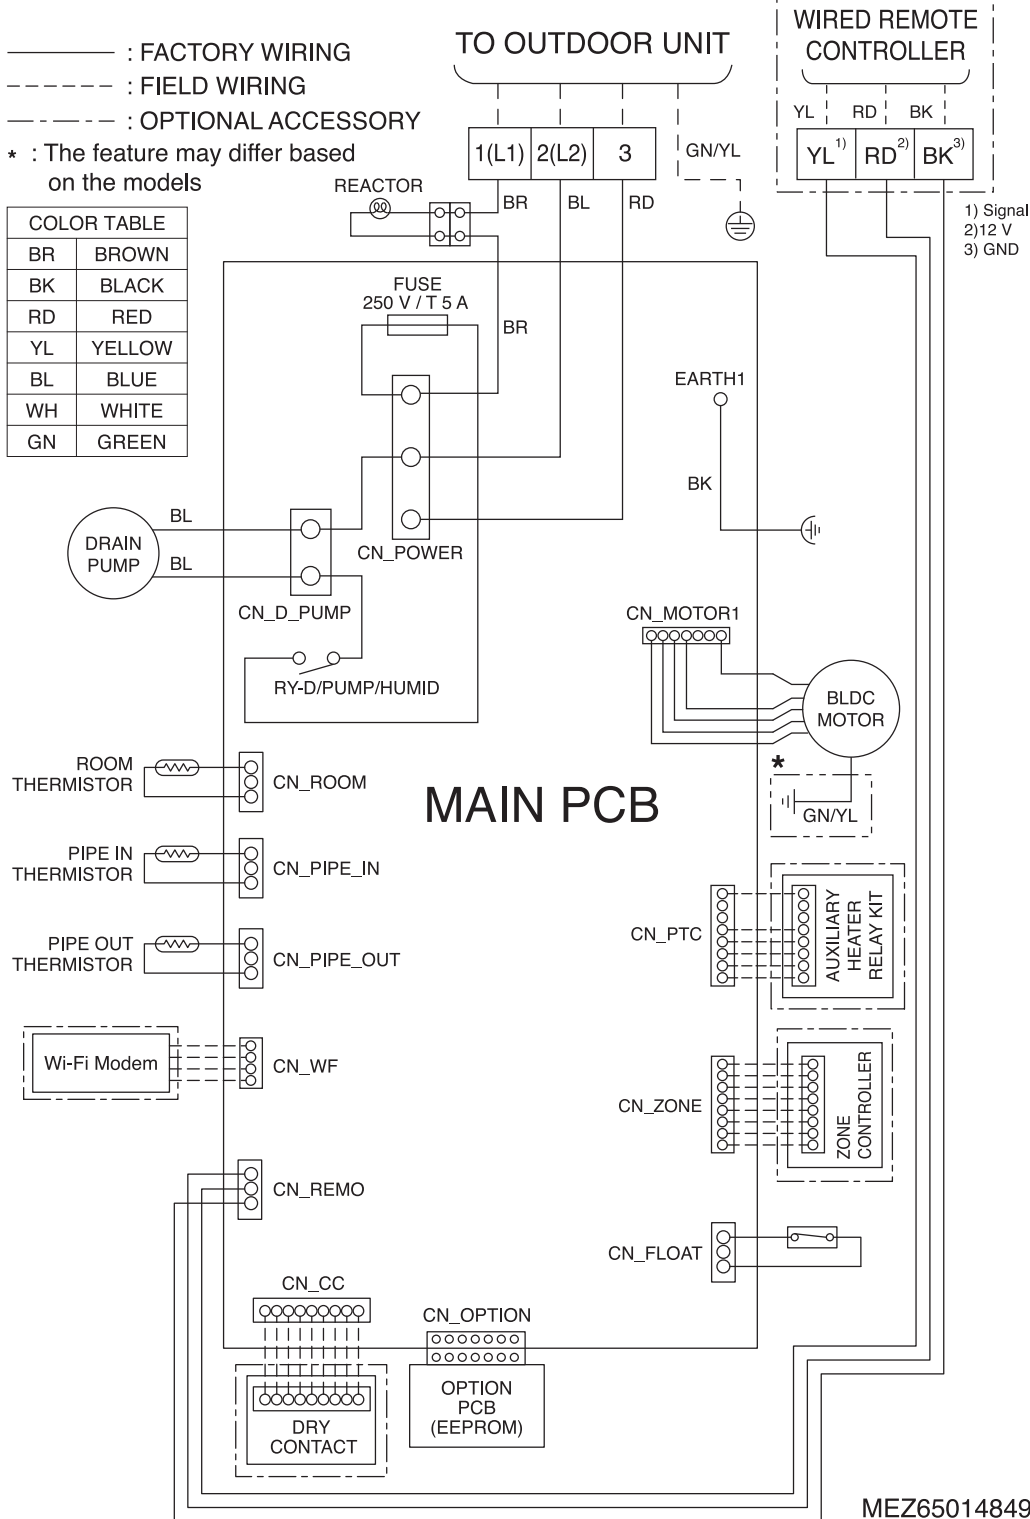 : FACTORY WIRING
: FIELD WIRING
: OPTIONAL ACCESSORY
* : The feature may differ based
on the models
COLOR TABLE
BR BROWN
BK BLACK
RD RED
YL YELLOW
BL BLUE
WH WHITE
GN GREEN
TO OUTDOOR UNIT
1(L1) 2(L2) 3
GN/YL
BR BL RD
REACTOR
WIRED REMOTE
CONTROLLER
YL RD BK
YL1) RD2) BK3)
1) Signal
2)12 V
3) GND
FUSE
250 V / T 5 A
BR
EARTH1
BK
CN_POWER
DRAIN
PUMP
BL
BL
CN_D_PUMP
RY-D/PUMP/HUMID
CN_MOTOR1
BLDC
MOTOR
*
GN/YL
MAIN PCB
ROOM
THERMISTOR
CN_ROOM
PIPE IN
THERMISTOR
CN_PIPE_IN
PIPE OUT
THERMISTOR
CN_PIPE_OUT
CN_PTC
AUXILIARY
HEATER
RELAY KIT
Wi-Fi Modem
CN_WF
CN_ZONE
ZONE
CONTROLLER
CN_REMO
CN_FLOAT
CN_CC
DRY
CONTACT
CN_OPTION
OPTION
PCB
(EEPROM)
MEZ65014849